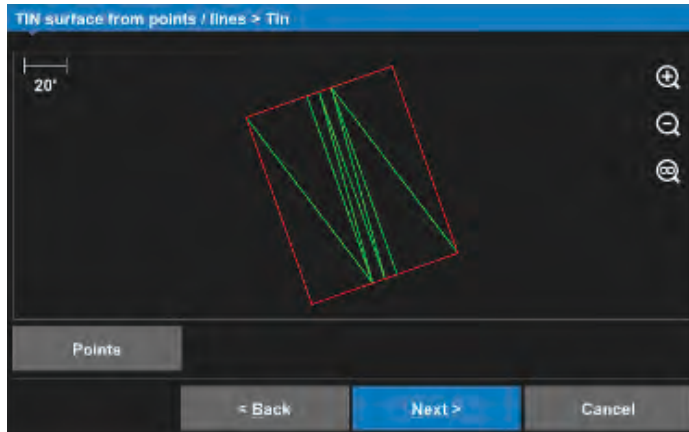 TIN surface from points / lines > Tin
20'
Points
< Back
Next >
Cancel